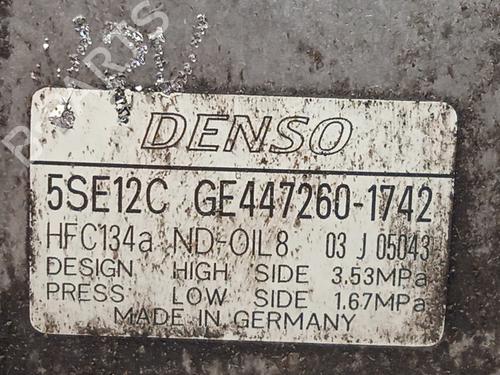 PARTS
DENSO
5SE12C GE447260-1742
HFC134a ND-OIL8 03 J 05043
DESIGN HIGH SIDE 3.53MPa
PRESS LOW SIDE 1.67MPa
MADE IN GERMANY